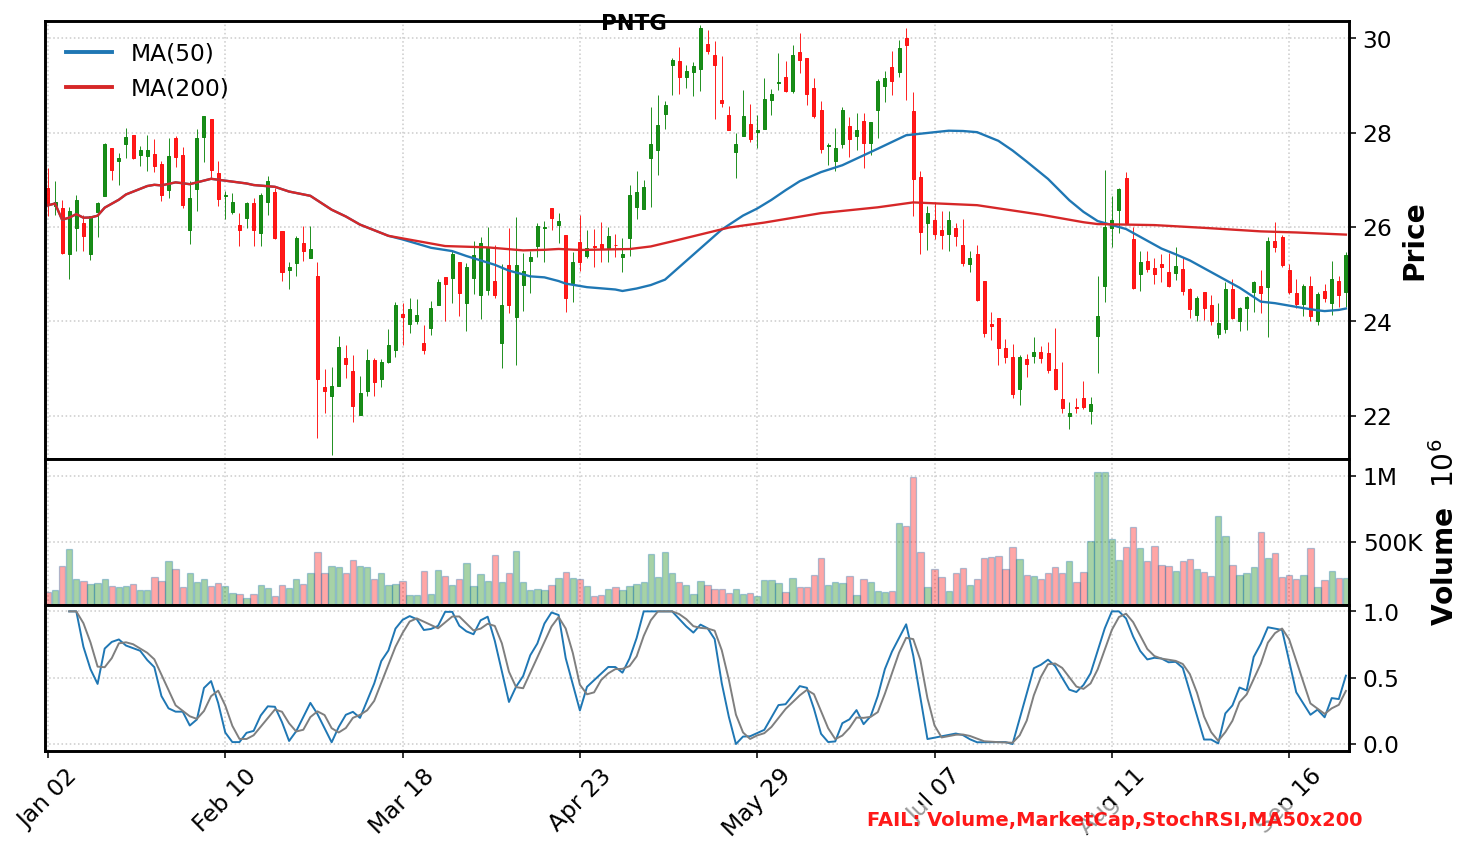 PNTG
MA(50)
MA(200)
30
28
26
24
22
Price
1M
500K
Volume 10^6
1.0
0.5
0.0
Jan 02
Feb 10
Mar 18
Apr 23
May 29
Jul 07
Aug 11
Sep 16
FAIL: Volume,MarketCap,StochRSI,MA50x200